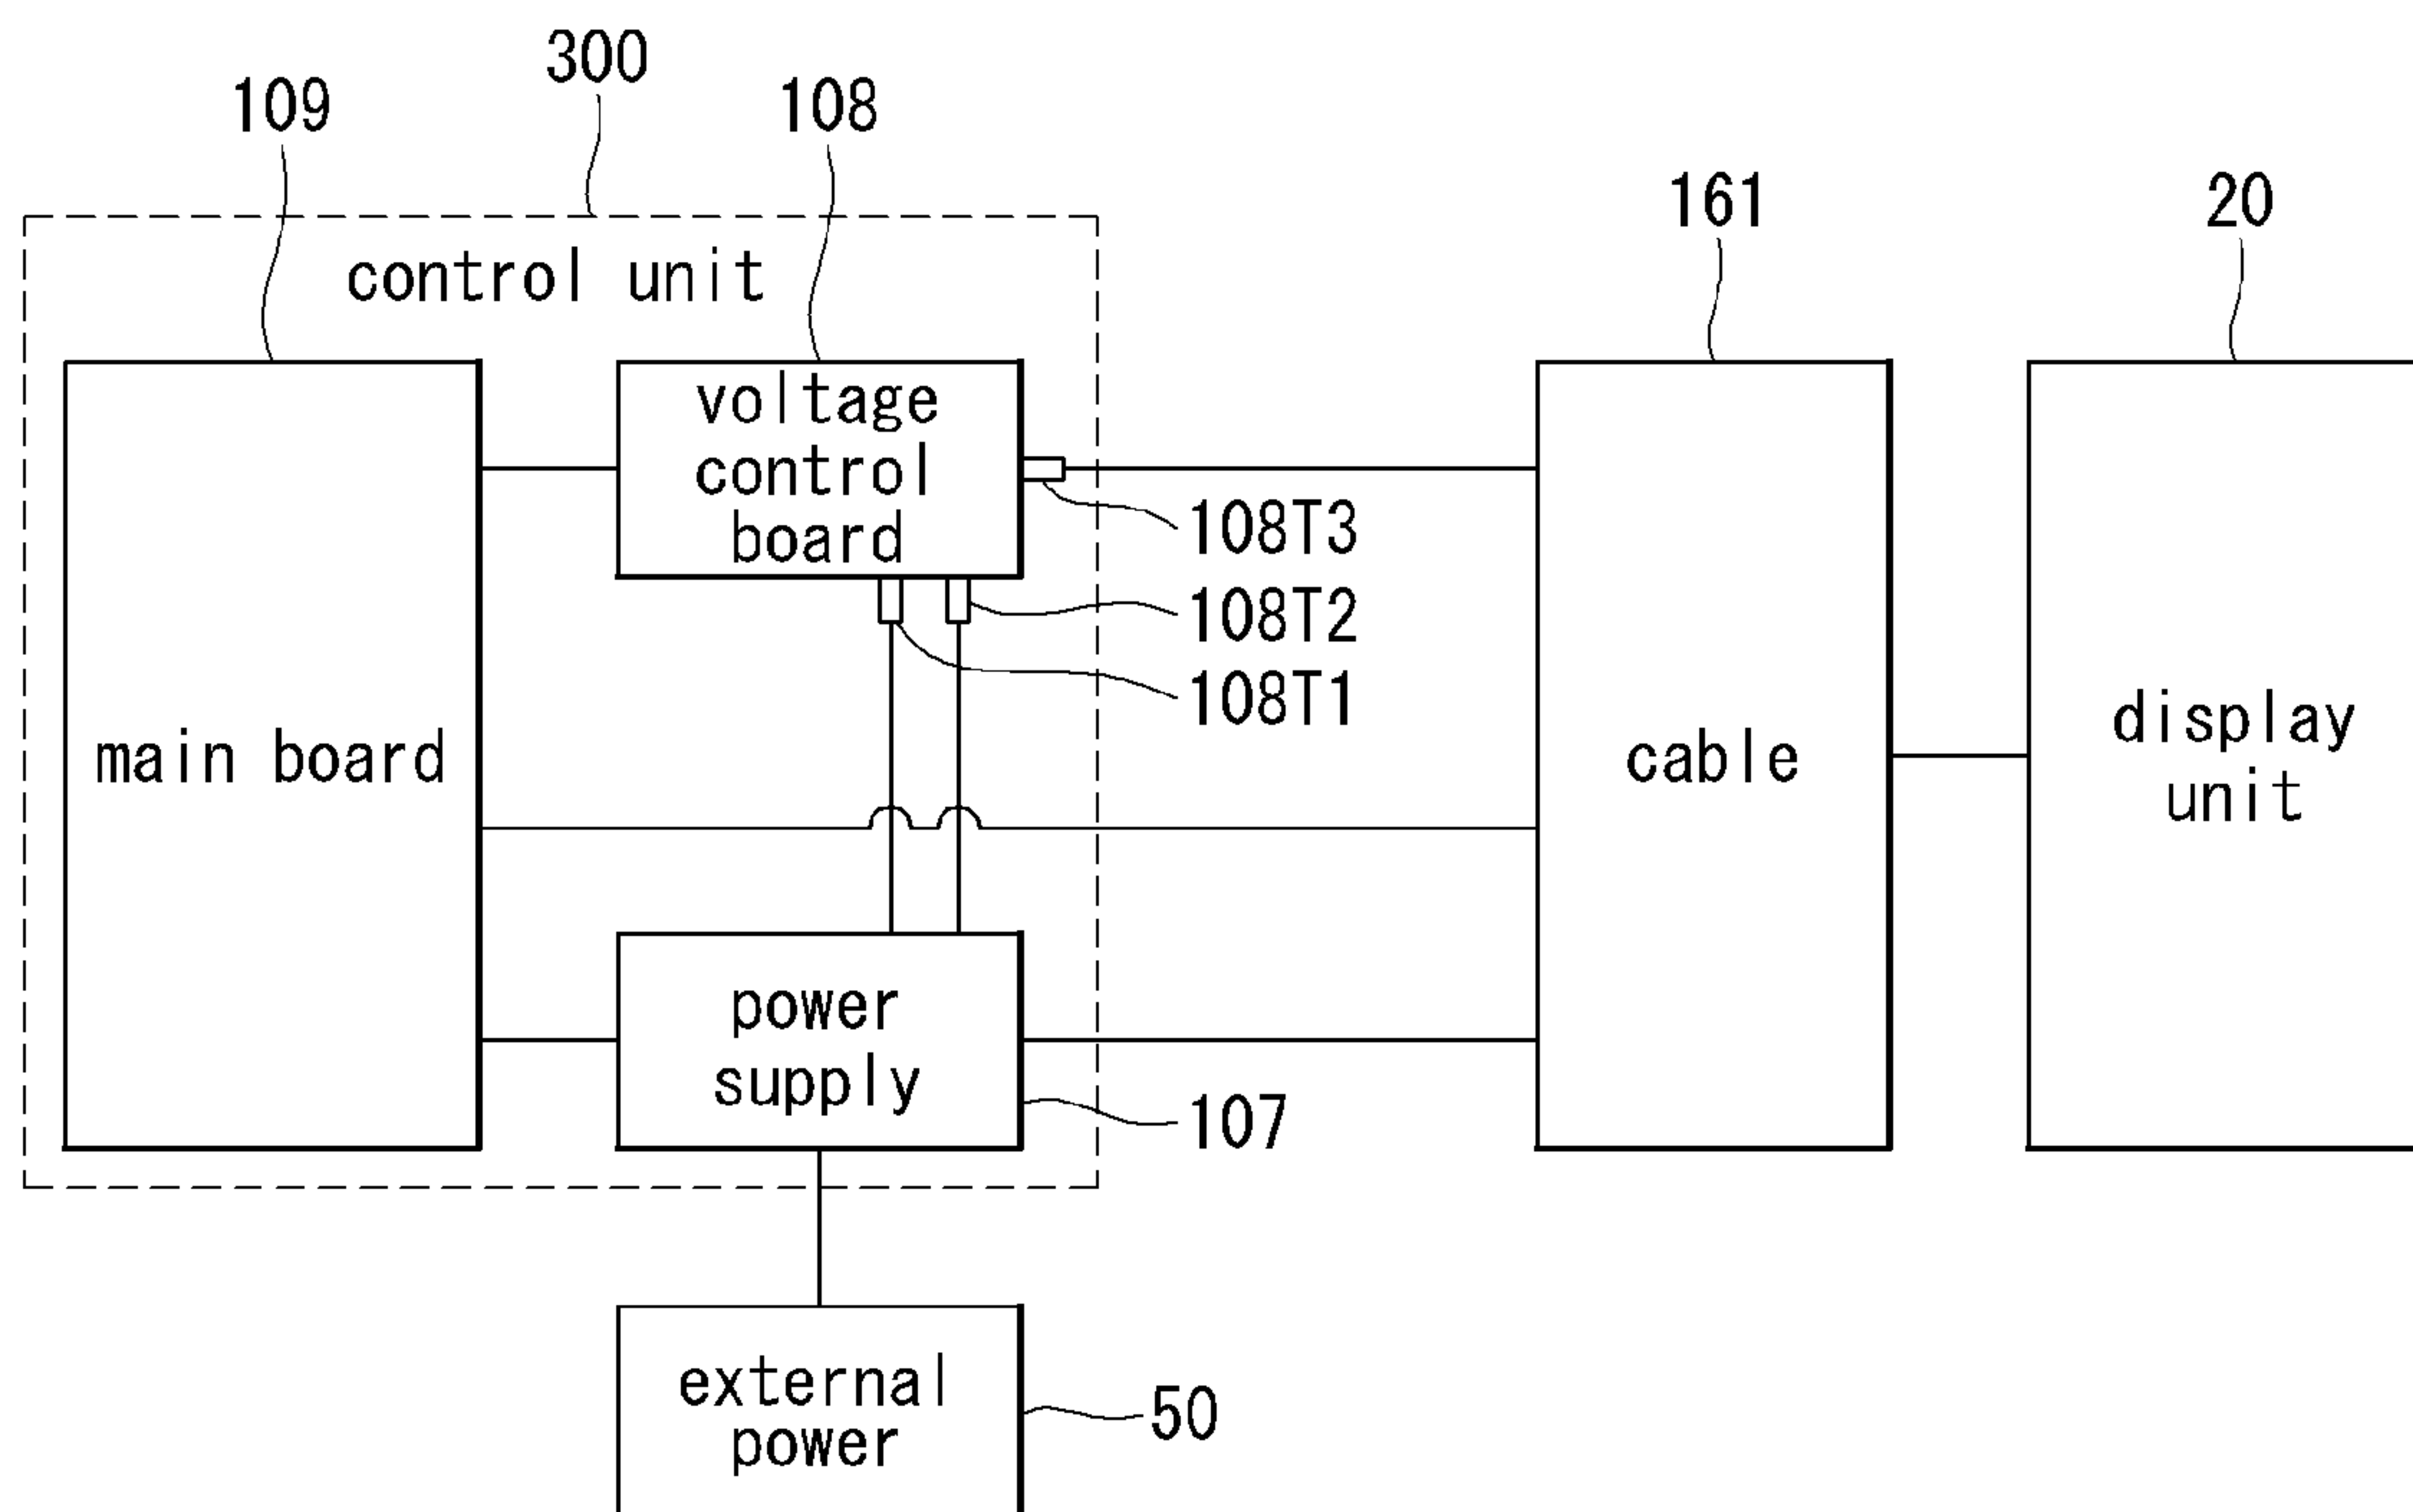 300
109
108
161
20
control unit
voltage
control
board
108T3
108T2
108T1
main board
cable
display
unit
power
supply
107
external
power
50